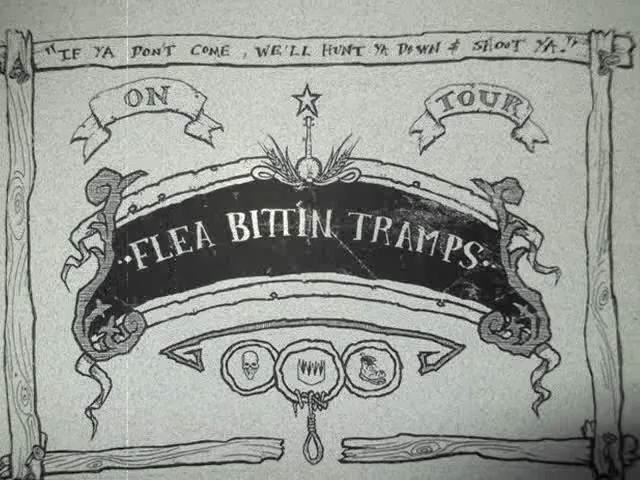 "IF YA DON'T COME, WE'LL HUNT YA DOWN & SHOOT YA."
ON TOUR
FLEA BITTIN TRAMPS